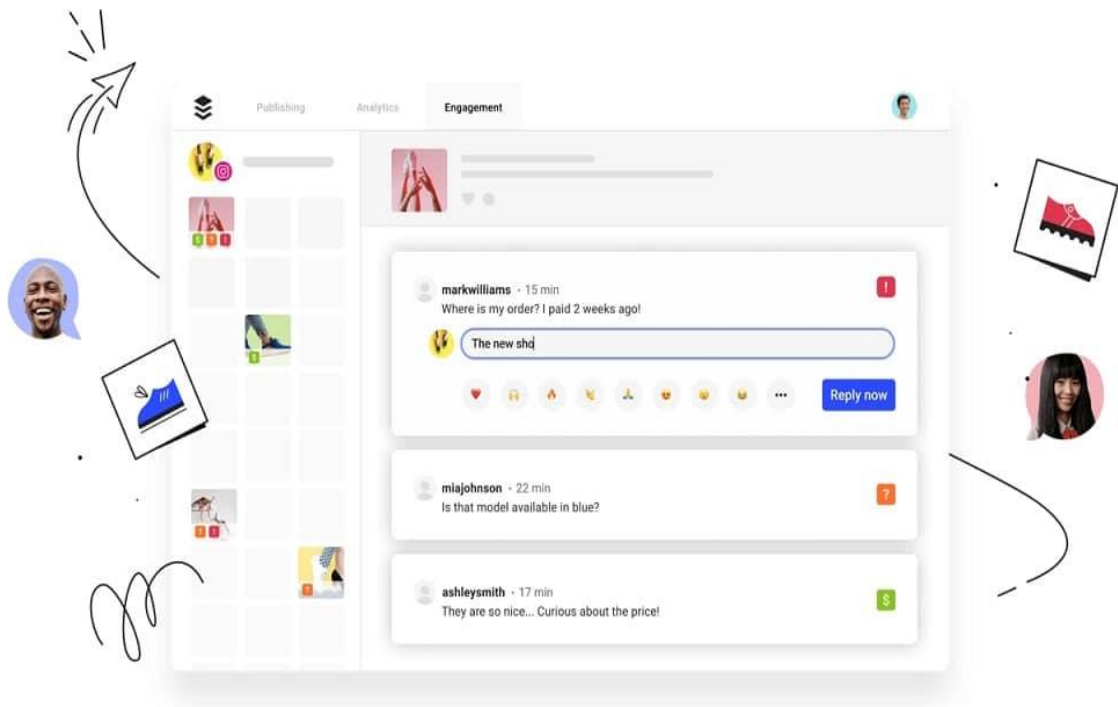 Publishing Analytics Engagement
markwilliams · 15 min
!
Where is my order? I paid 2 weeks ago!
The new sho
Reply now
miajohnson · 22 min
?
Is that model available in blue?
ashleysmith · 17 min
$
They are so nice... Curious about the price!
$ ? !
$
? !
?